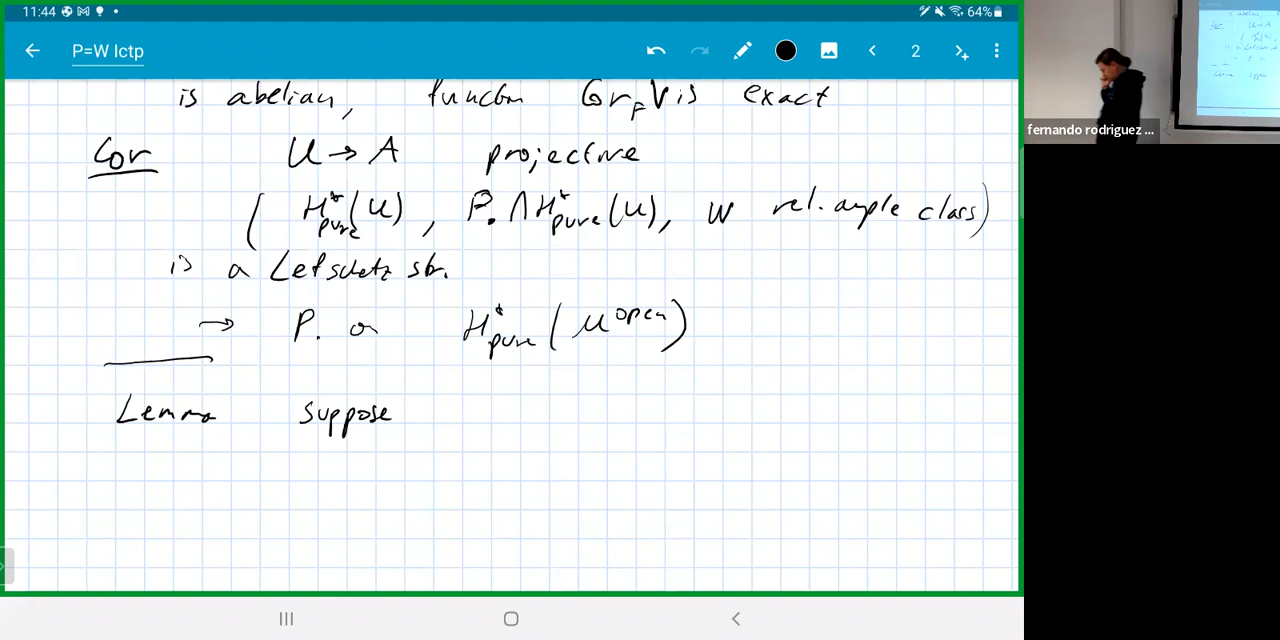 11:44
64%
P=W Ictp
2
is abelian, functor Gr_F V is exact
Cor U → A projective
( H*_pure(U), P. ∩ H*_pure(U), W rel. ample class)
is a Lefschetz str.
→ P. on H*_pure(M^open)
Lemma suppose
fernando rodriguez ...